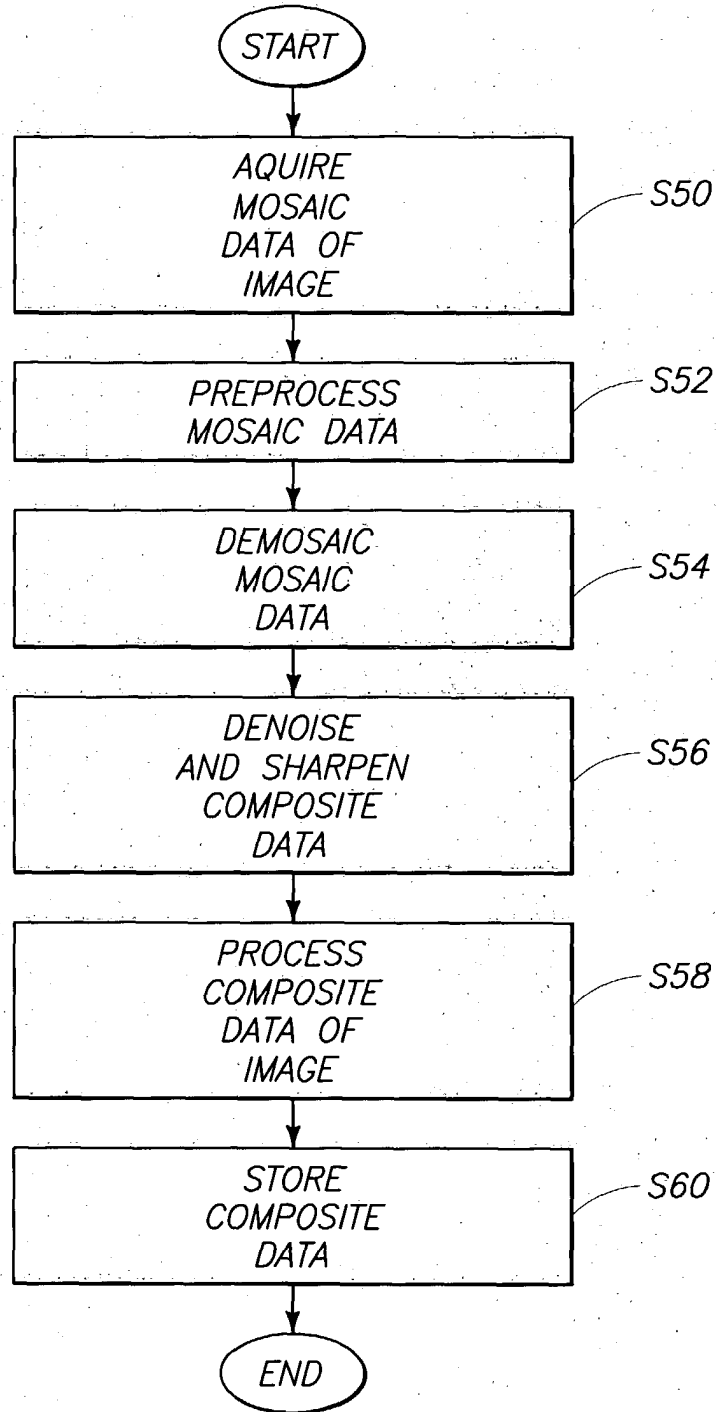 START
AQUIRE
MOSAIC
DATA OF
IMAGE
S50
PREPROCESS
MOSAIC DATA
S52
DEMOSAIC
MOSAIC
DATA
S54
DENOISE
AND SHARPEN
COMPOSITE
DATA
S56
PROCESS
COMPOSITE
DATA OF
IMAGE
S58
STORE
COMPOSITE
DATA
S60
END